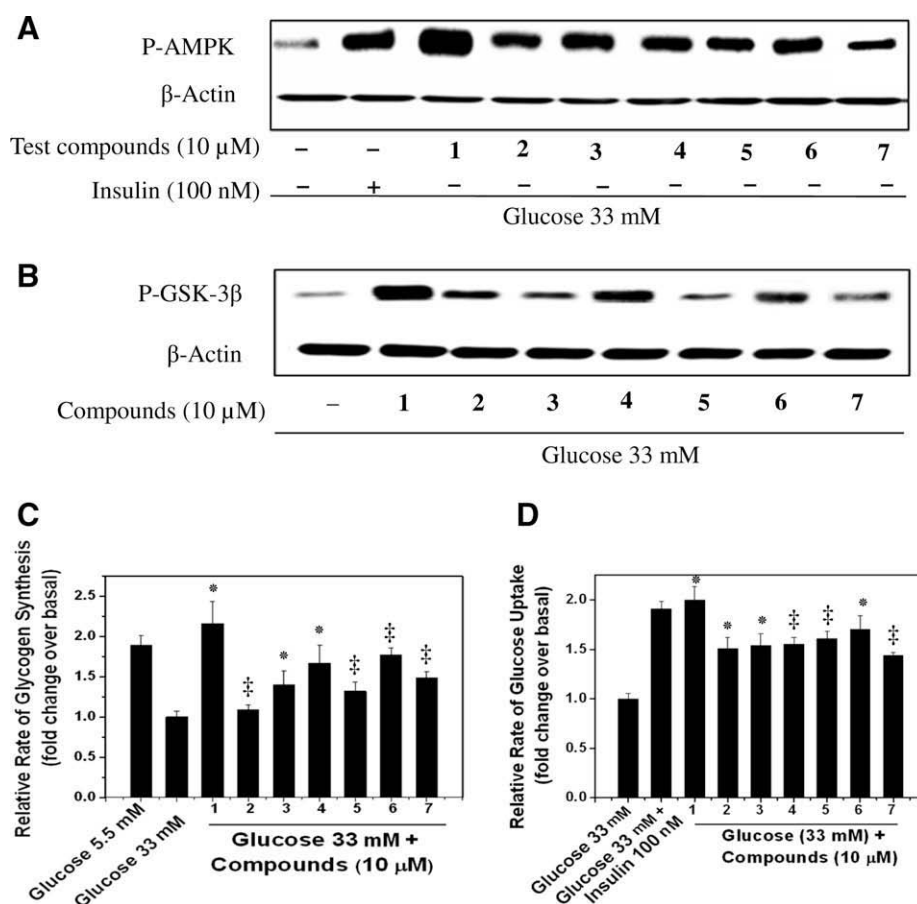 A
P-AMPK
β-Actin
Test compounds (10 µM) – – 1 2 3 4 5 6 7
Insulin (100 nM) – + – – – – – – –
Glucose 33 mM
B
P-GSK-3β
β-Actin
Compounds (10 µM) – 1 2 3 4 5 6 7
Glucose 33 mM
C
Relative Rate of Glycogen Synthesis
(fold change over basal)
2.5
2.0
1.5
1.0
0.5
0.0
* ‡ * * ‡ ‡ ‡
Glucose 5.5 mM
Glucose 33 mM
1 2 3 4 5 6 7
Glucose 33 mM +
Compounds (10 µM)
D
Relative Rate of Glucose Uptake
(fold change over basal)
2.0
1.5
1.0
0.5
0.0
* * * ‡ ‡ * ‡
Glucose 33 mM
Glucose 33 mM +
Insulin 100 nM
1 2 3 4 5 6 7
Glucose (33 mM) +
Compounds (10 µM)